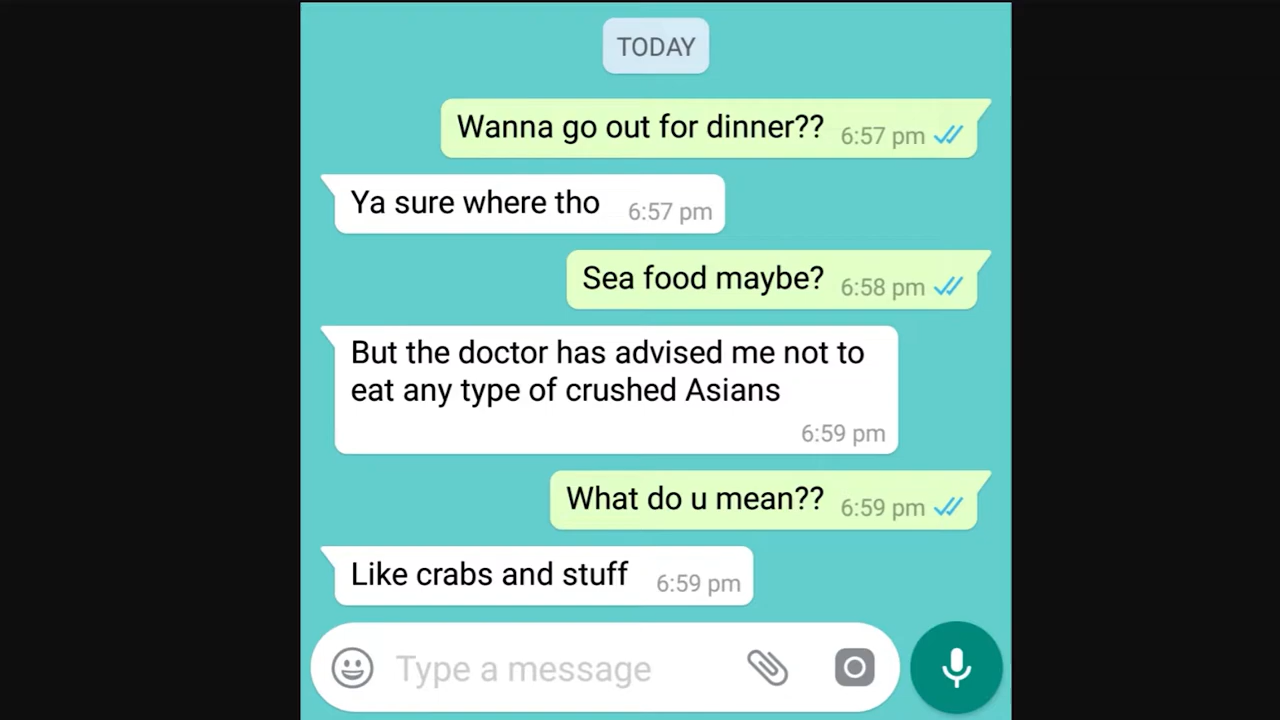 TODAY
Wanna go out for dinner?? 6:57 pm
Ya sure where tho 6:57 pm
Sea food maybe? 6:58 pm
But the doctor has advised me not to
eat any type of crushed Asians
6:59 pm
What do u mean?? 6:59 pm
Like crabs and stuff 6:59 pm
Type a message